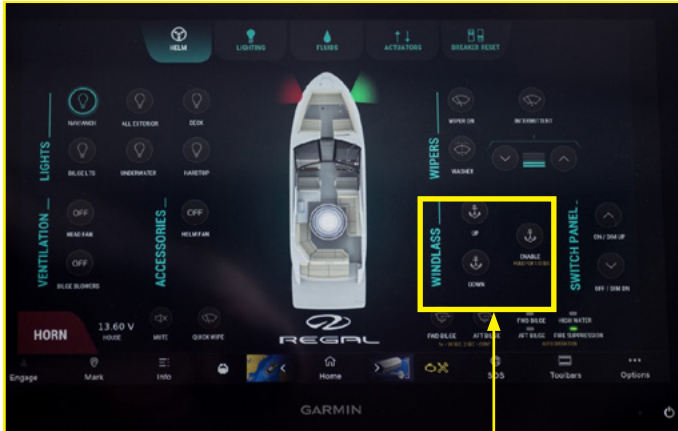 HELM
LIGHTING
FLUIDS
ACTUATORS
BREAKER RESET
LIGHTS
NAV/ANCH
ALL EXTERIOR
DOCK
BILGE LTS
UNDERWATER
HARDTOP
WIPERS
WIPER ON
INTERMITTENT
WASHER
VENTILATION
OFF
HEAD FAN
OFF
BILGE BLOWERS
ACCESSORIES
OFF
HELM FAN
WINDLASS
UP
DOWN
ENABLE
SWITCH PANEL
ON / DIM UP
OFF / DIM DN
HORN
13.60 V
HOUSE
MUTE
QUICK WIPE
REGAL
FWD BILGE
AFT BILGE
FWD BILGE
HIGH WATER
AFT BILGE
FIRE SUPPRESSION
Engage
Mark
Info
Home
SOS
Toolbars
Options
GARMIN